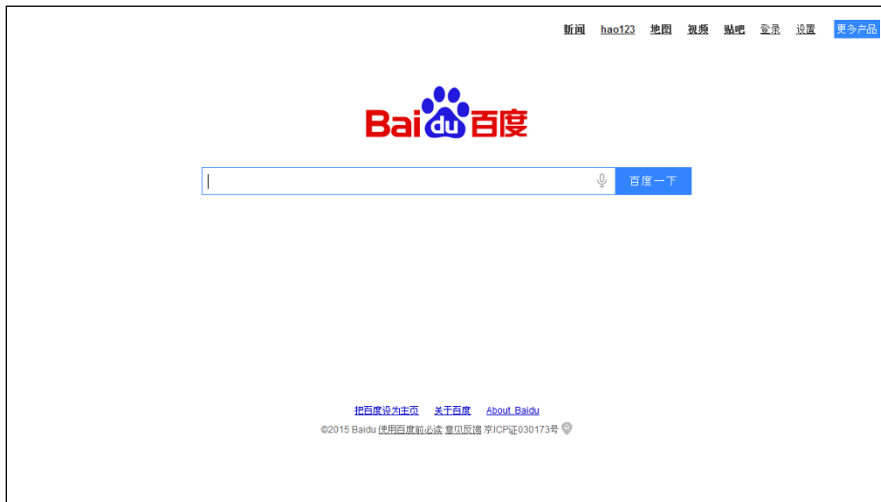 新闻 hao123 地图 视频 贴吧 登录 设置 更多产品
Bai du 百度
百度一下
把百度设为主页 关于百度 About Baidu
©2015 Baidu 使用百度前必读 意见反馈 京ICP证030173号